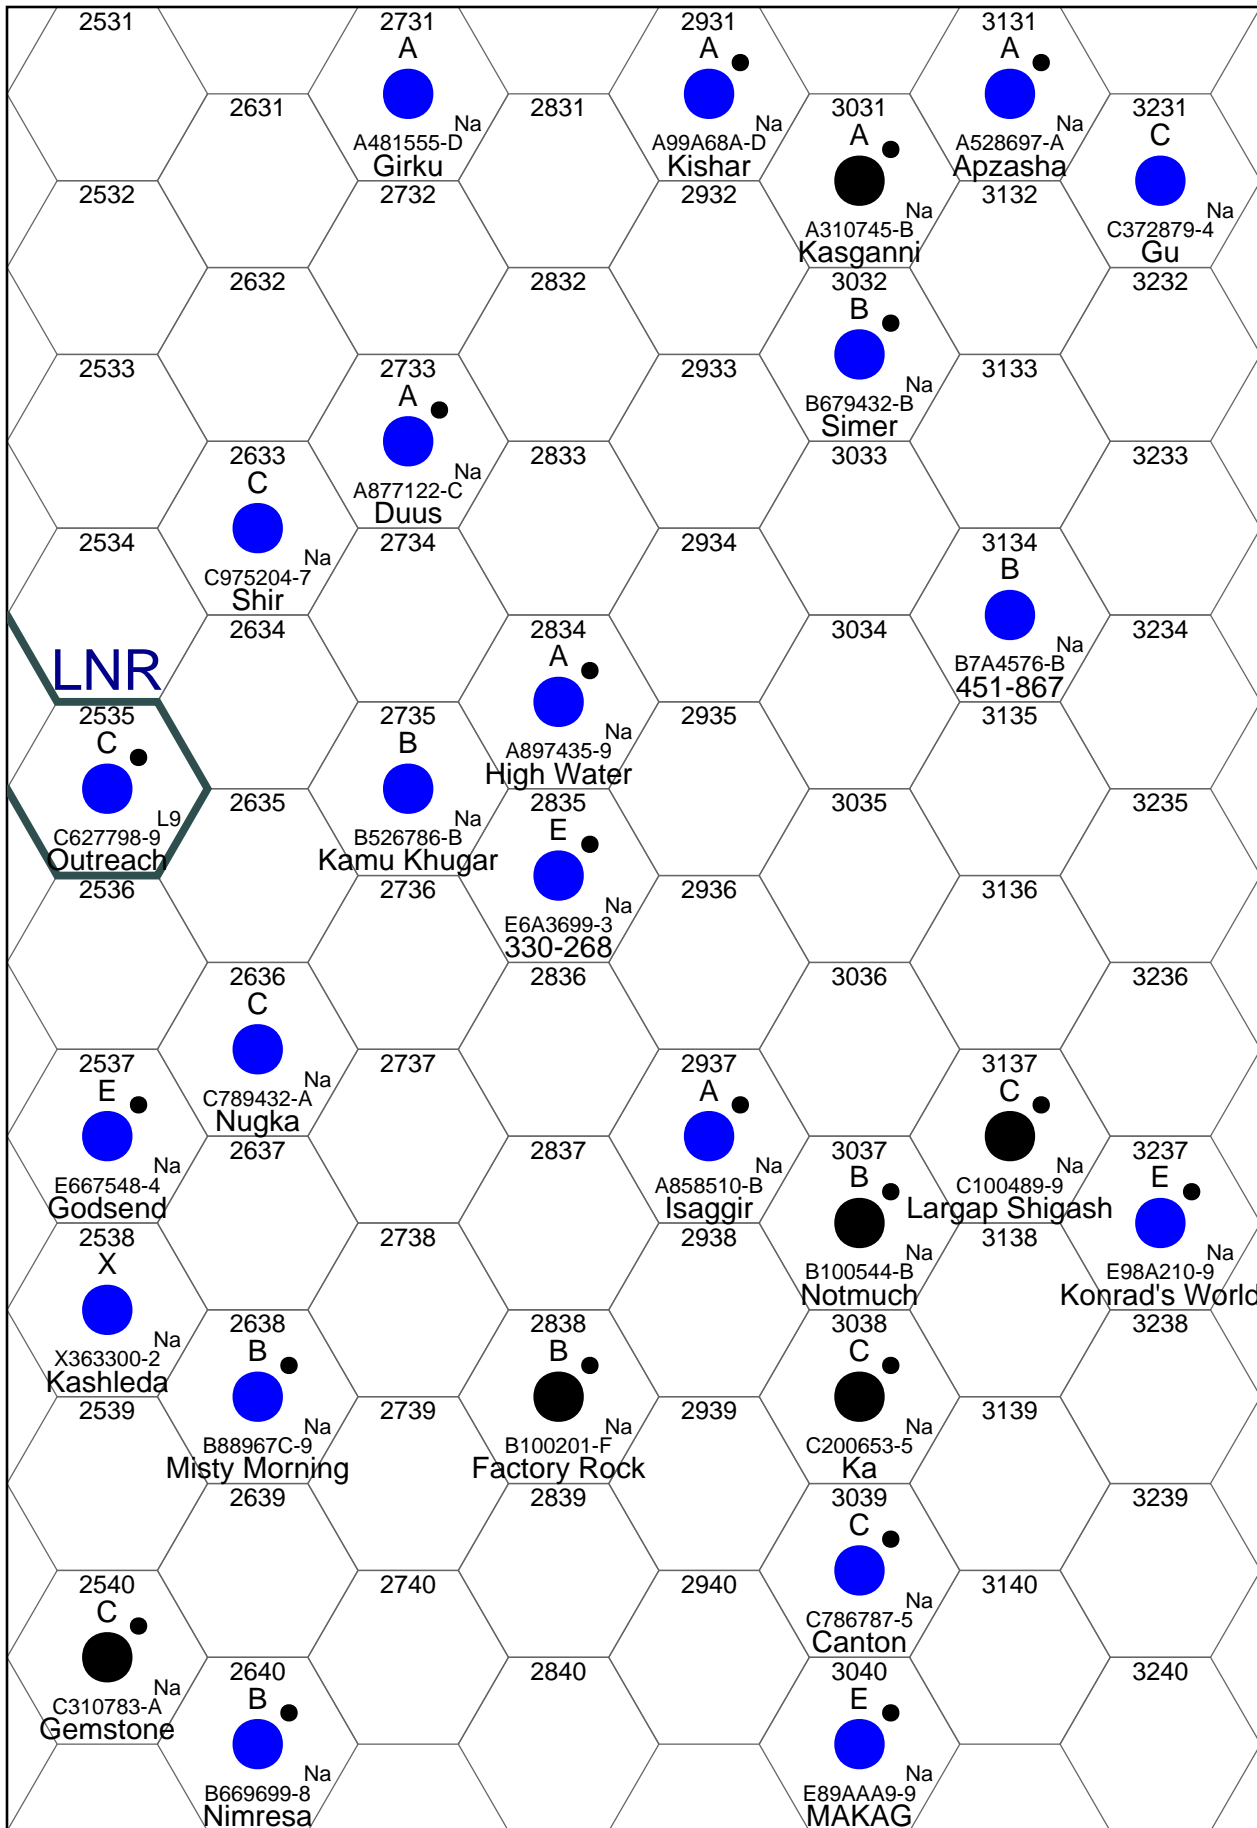 2531
2731
A
Na
A481555-D
Girku
2931
A
Na
A99A68A-D
Kishar
3131
A
Na
A528697-A
Apzasha
2631
2831
3031
A
Na
A310745-B
Kasganni
3231
C
Na
C372879-4
Gu
2532
2732
2932
3132
2632
2832
3032
B
Na
B679432-B
Simer
3232
2533
2733
A
Na
A877122-C
Duus
2933
3133
2633
C
Na
C975204-7
Shir
2833
3033
3233
2534
2734
2934
3134
B
Na
B7A4576-B
451-867
2634
2834
A
Na
A897435-9
High Water
3034
3234
LNR
2535
C
L9
C627798-9
Outreach
2735
B
Na
B526786-B
Kamu Khugar
2935
3135
2635
2835
E
Na
E6A3699-3
330-268
3035
3235
2536
2736
2936
3136
2636
C
Na
C789432-A
Nugka
2836
3036
3236
2537
E
Na
E667548-4
Godsend
2737
2937
A
Na
A858510-B
Isaggir
3137
C
Na
C100489-9
Largap Shigash
2637
2837
3037
B
Na
B100544-B
Notmuch
3237
E
Na
E98A210-9
Konrad's World
2538
X
Na
X363300-2
Kashleda
2738
2938
3138
2638
B
Na
B88967C-9
Misty Morning
2838
B
Na
B100201-F
Factory Rock
3038
C
Na
C200653-5
Ka
3238
2539
2739
2939
3139
2639
2839
3039
C
Na
C786787-5
Canton
3239
2540
C
Na
C310783-A
Gemstone
2740
2940
3140
2640
B
Na
B669699-8
Nimresa
2840
3040
E
Na
E89AAA9-9
MAKAG
3240